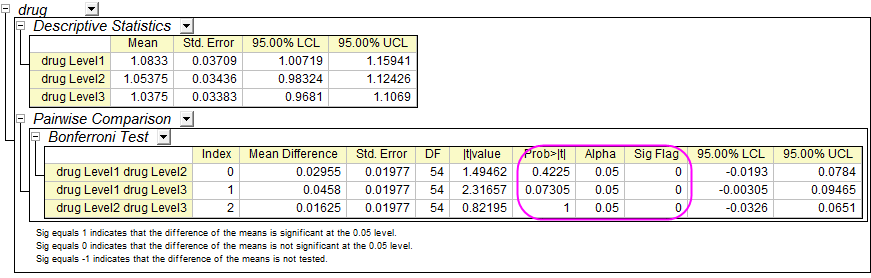 drug
Descriptive Statistics
Mean Std. Error 95.00% LCL 95.00% UCL
drug Level1 1.0833 0.03709 1.00719 1.15941
drug Level2 1.05375 0.03436 0.98324 1.12426
drug Level3 1.0375 0.03383 0.9681 1.1069
Pairwise Comparison
Bonferroni Test
Index Mean Difference Std. Error DF |t|value Prob>|t| Alpha Sig Flag 95.00% LCL 95.00% UCL
drug Level1 drug Level2 0 0.02955 0.01977 54 1.49462 0.4225 0.05 0 -0.0193 0.0784
drug Level1 drug Level3 1 0.0458 0.01977 54 2.31657 0.07305 0.05 0 -0.00305 0.09465
drug Level2 drug Level3 2 0.01625 0.01977 54 0.82195 1 0.05 0 -0.0326 0.0651
Sig equals 1 indicates that the difference of the means is significant at the 0.05 level.
Sig equals 0 indicates that the difference of the means is not significant at the 0.05 level.
Sig equals -1 indicates that the difference of the means is not tested.